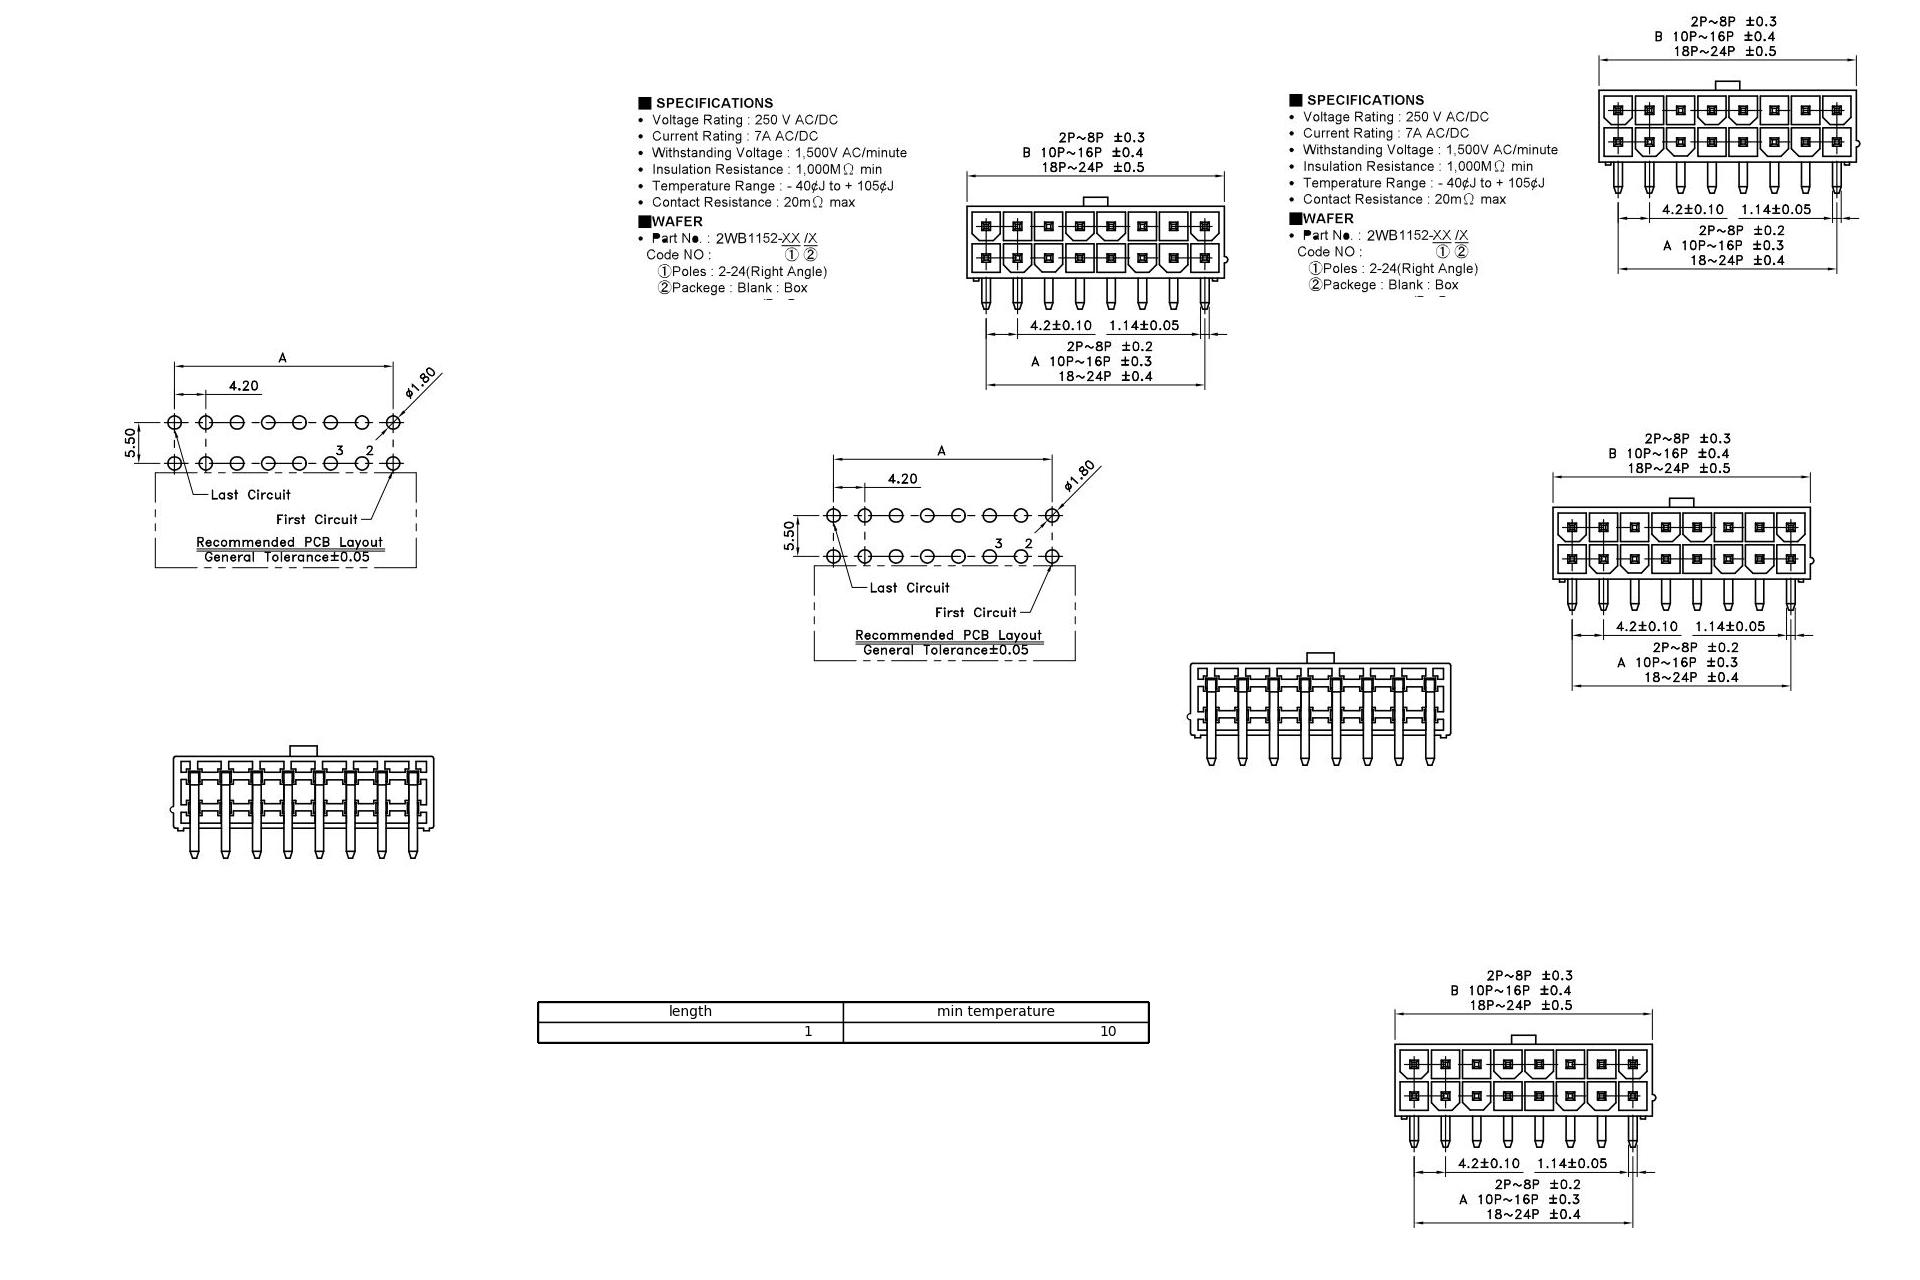 2P~8P ±0.3
B 10P~16P ±0.4
18P~24P ±0.5
4.2±0.10 1.14±0.05
2P~8P ±0.2
A 10P~16P ±0.3
18~24P ±0.4
■ SPECIFICATIONS
• Voltage Rating : 250 V AC/DC
• Current Rating : 7A AC/DC
• Withstanding Voltage : 1,500V AC/minute
• Insulation Resistance : 1,000MΩ min
• Temperature Range : - 40¢J to + 105¢J
• Contact Resistance : 20mΩ max
■WAFER
• Part No. : 2WB1152-XX /X
Code NO : ① ②
①Poles : 2-24(Right Angle)
②Packege : Blank : Box
2P~8P ±0.3
B 10P~16P ±0.4
18P~24P ±0.5
4.2±0.10 1.14±0.05
2P~8P ±0.2
A 10P~16P ±0.3
18~24P ±0.4
■ SPECIFICATIONS
• Voltage Rating : 250 V AC/DC
• Current Rating : 7A AC/DC
• Withstanding Voltage : 1,500V AC/minute
• Insulation Resistance : 1,000MΩ min
• Temperature Range : - 40¢J to + 105¢J
• Contact Resistance : 20mΩ max
■WAFER
• Part No. : 2WB1152-XX /X
Code NO : ① ②
①Poles : 2-24(Right Angle)
②Packege : Blank : Box
A
4.20
ø1.80
5.50
3 2
Last Circuit
First Circuit
Recommended PCB Layout
General Tolerance±0.05
A
4.20
ø1.80
5.50
3 2
Last Circuit
First Circuit
Recommended PCB Layout
General Tolerance±0.05
2P~8P ±0.3
B 10P~16P ±0.4
18P~24P ±0.5
4.2±0.10 1.14±0.05
2P~8P ±0.2
A 10P~16P ±0.3
18~24P ±0.4
length min temperature
1 10
2P~8P ±0.3
B 10P~16P ±0.4
18P~24P ±0.5
4.2±0.10 1.14±0.05
2P~8P ±0.2
A 10P~16P ±0.3
18~24P ±0.4